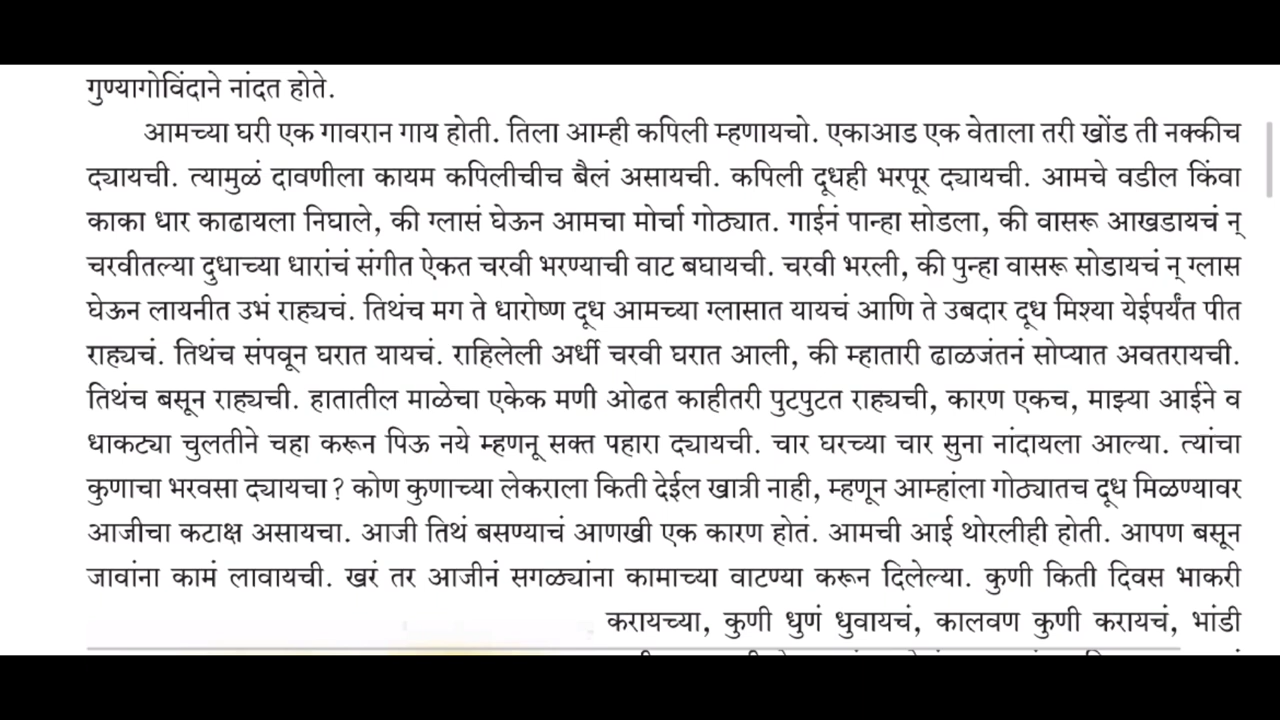 गुण्यागोविंदाने नांदत होते.
आमच्या घरी एक गावरान गाय होती. तिला आम्ही कपिली म्हणायचो. एकाआड एक वेताला तरी खोंड ती नक्कीच
द्यायची. त्यामुळं दावणीला कायम कपिलीचीच बैलं असायची. कपिली दूधही भरपूर द्यायची. आमचे वडील किंवा
काका धार काढायला निघाले, की ग्लासं घेऊन आमचा मोर्चा गोठ्यात. गाईनं पान्हा सोडला, की वासरू आखडायचं न्
चरवीतल्या दुधाच्या धारांचं संगीत ऐकत चरवी भरण्याची वाट बघायची. चरवी भरली, की पुन्हा वासरू सोडायचं न् ग्लास
घेऊन लायनीत उभं राह्यचं. तिथंच मग ते धारोष्ण दूध आमच्या ग्लासात यायचं आणि ते उबदार दूध मिश्या येईपर्यंत पीत
राह्यचं. तिथंच संपवून घरात यायचं. राहिलेली अर्धी चरवी घरात आली, की म्हातारी ढाळजंतनं सोप्यात अवतरायची.
तिथंच बसून राह्यची. हातातील माळेचा एकेक मणी ओढत काहीतरी पुटपुटत राह्यची, कारण एकच, माझ्या आईने व
धाकट्या चुलतीने चहा करून पिऊ नये म्हणनू सक्त पहारा द्यायची. चार घरच्या चार सुना नांदायला आल्या. त्यांचा
कुणाचा भरवसा द्यायचा? कोण कुणाच्या लेकराला किती देईल खात्री नाही, म्हणून आम्हांला गोठ्यातच दूध मिळण्यावर
आजीचा कटाक्ष असायचा. आजी तिथं बसण्याचं आणखी एक कारण होतं. आमची आई थोरलीही होती. आपण बसून
जावांना कामं लावायची. खरं तर आजीनं सगळ्यांना कामाच्या वाटण्या करून दिलेल्या. कुणी किती दिवस भाकरी
करायच्या, कुणी धुणं धुवायचं, कालवण कुणी करायचं, भांडी